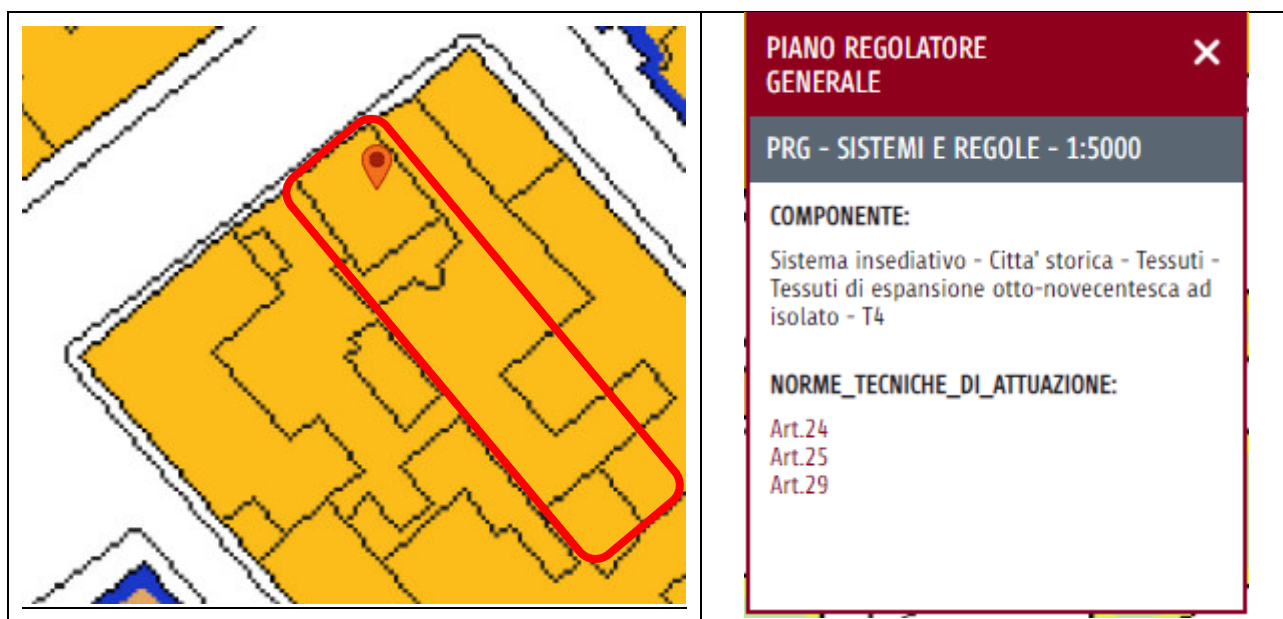 PIANO REGOLATORE
GENERALE
PRG - SISTEMI E REGOLE - 1:5000
COMPONENTE:
Sistema insediativo - Citta' storica - Tessuti -
Tessuti di espansione otto-novecentesca ad
isolato - T4
NORME_TECNICHE_DI_ATTUAZIONE:
Art.24
Art.25
Art.29